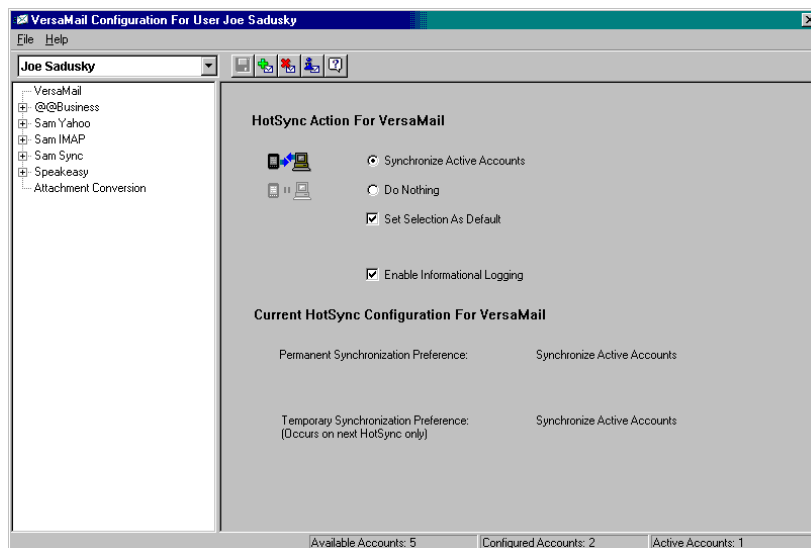 VersaMail Configuration For User Joe Sadusky
File Help
Joe Sadusky
VersaMail
@@Business
Sam Yahoo
Sam IMAP
Sam Sync
Speakeasy
Attachment Conversion
HotSync Action For VersaMail
Synchronize Active Accounts
Do Nothing
Set Selection As Default
Enable Informational Logging
Current HotSync Configuration For VersaMail
Permanent Synchronization Preference: Synchronize Active Accounts
Temporary Synchronization Preference: Synchronize Active Accounts
(Occurs on next HotSync only)
Available Accounts: 5 Configured Accounts: 2 Active Accounts: 1